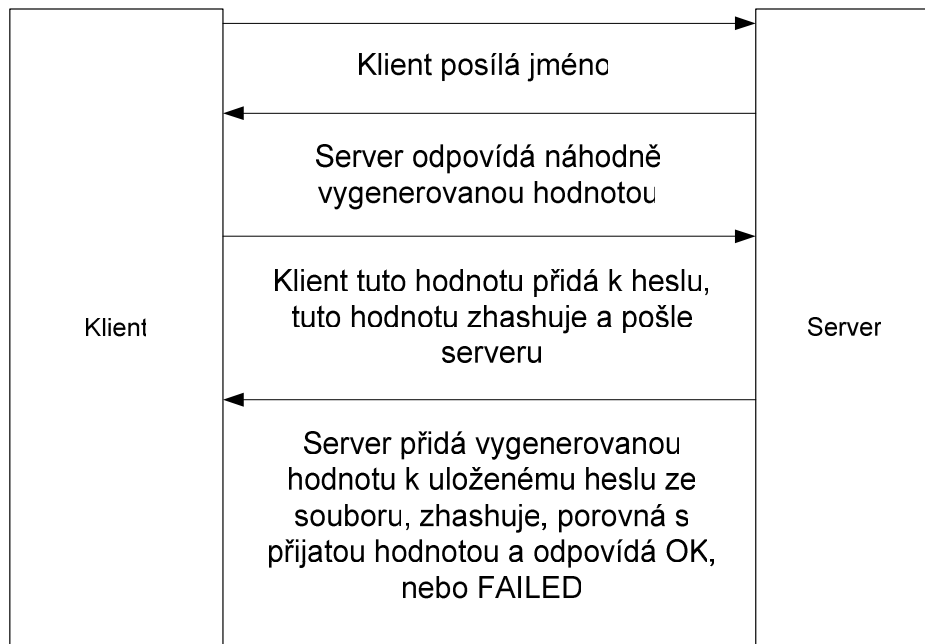 Klient posílá jméno
Server odpovídá náhodně
vygenerovanou hodnotou
Klient tuto hodnotu přidá k heslu,
tuto hodnotu zhashuje a pošle
serveru
Klient
Server
Server přidá vygenerovanou
hodnotu k uloženému heslu ze
souboru, zhashuje, porovná s
přijatou hodnotou a odpovídá OK,
nebo FAILED